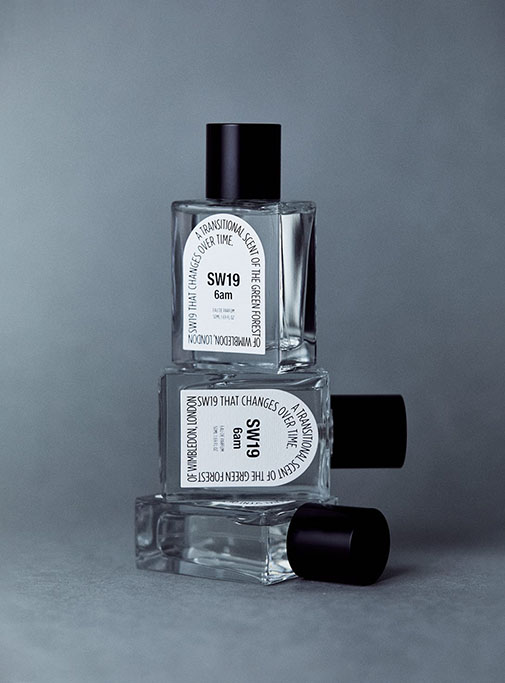 A TRANSITIONAL SCENT OF THE GREEN FOREST
OF WIMBLEDON, LONDON
SW19 THAT CHANGES
OVER TIME.
SW19
6am
EAU DE PARFUM
A TRANSITIONAL SCENT OF THE GREEN FOREST
OF WIMBLEDON, LONDON
SW19 THAT CHANGES
OVER TIME.
SW19
6am
EAU DE PARFUM